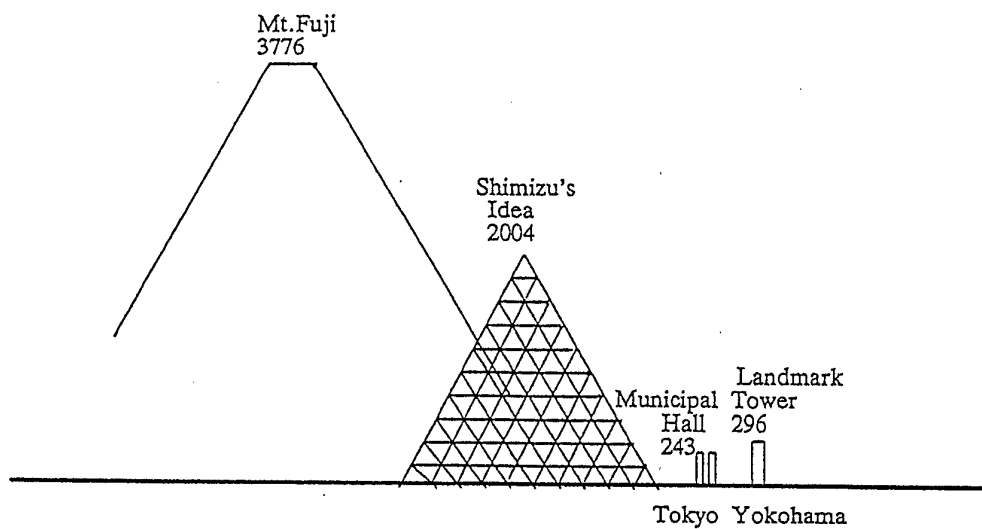 Mt.Fuji
3776
Shimizu's
Idea
2004
Municipal
Hall
243
Landmark
Tower
296
Tokyo
Yokohama